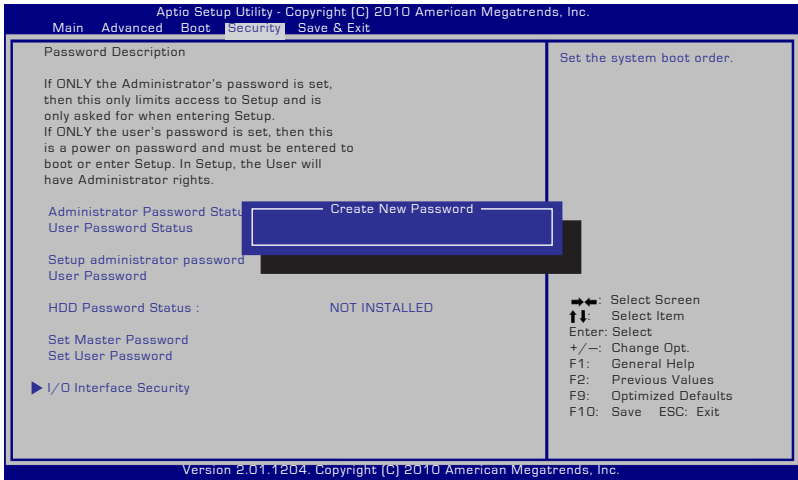 Aptio Setup Utility - Copyright (C) 2010 American Megatrends, Inc.
Main Advanced Boot Security Save & Exit
Password Description
If ONLY the Administrator's password is set,
then this only limits access to Setup and is
only asked for when entering Setup.
If ONLY the user's password is set, then this
is a power on password and must be entered to
boot or enter Setup. In Setup, the User will
have Administrator rights.
Administrator Password
User Password Status
Setup administrator password
User Password
HDD Password Status : NOT INSTALLED
Set Master Password
Set User Password
I/O Interface Security
Create New Password
Set the system boot order.
→←: Select Screen
↑↓: Select Item
Enter: Select
+/—: Change Opt.
F1: General Help
F2: Previous Values
F9: Optimized Defaults
F10: Save ESC: Exit
Version 2.01.1204. Copyright (C) 2010 American Megatrends, Inc.